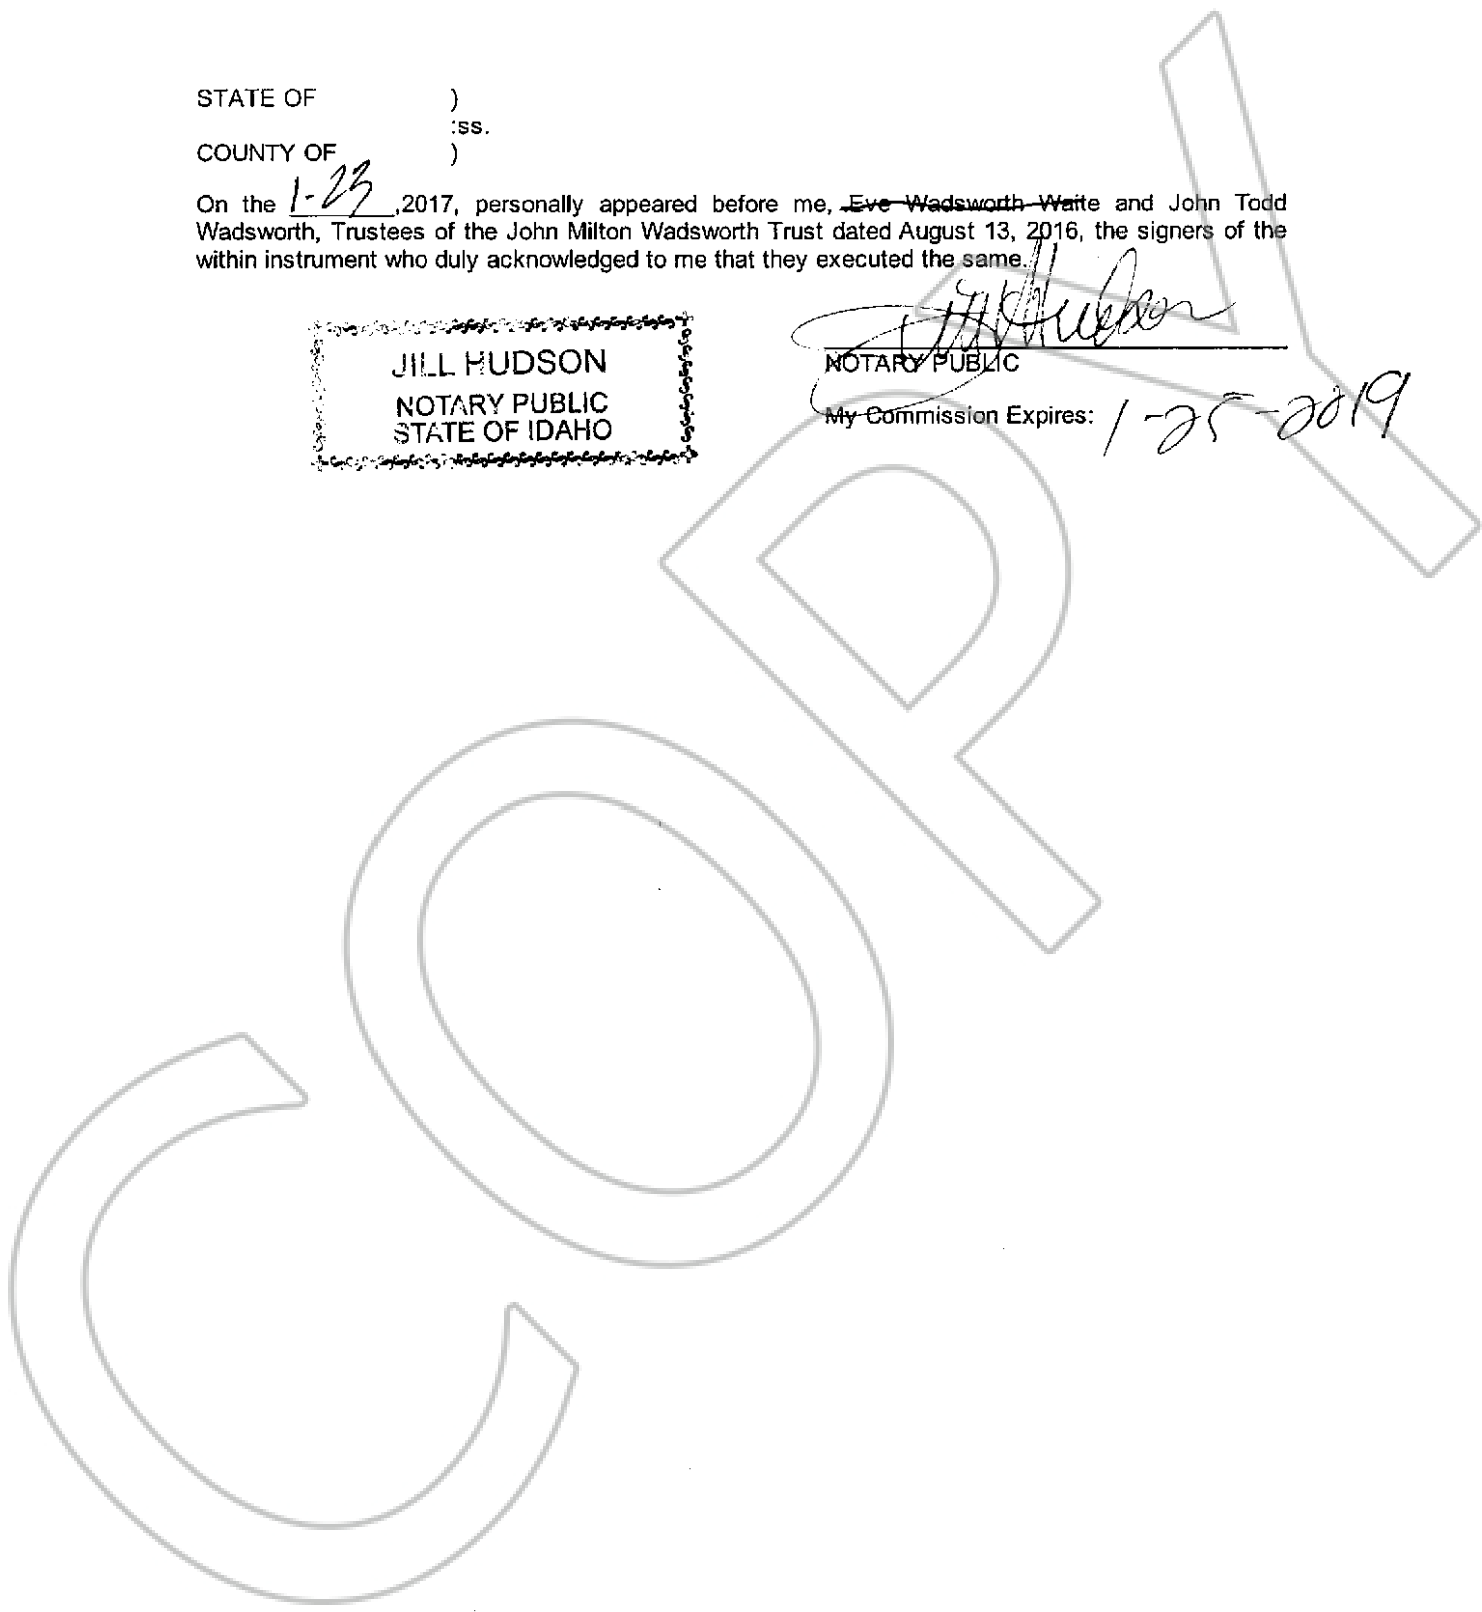 STATE OF )
:ss.
COUNTY OF )
On the 1-23,2017, personally appeared before me, Eve Wadsworth Waite and John Todd
Wadsworth, Trustees of the John Milton Wadsworth Trust dated August 13, 2016, the signers of the
within instrument who duly acknowledged to me that they executed the same.
Jill Hudson
JILL HUDSON
NOTARY PUBLIC
STATE OF IDAHO
NOTARY PUBLIC
My Commission Expires: 1-25-2019
COPY